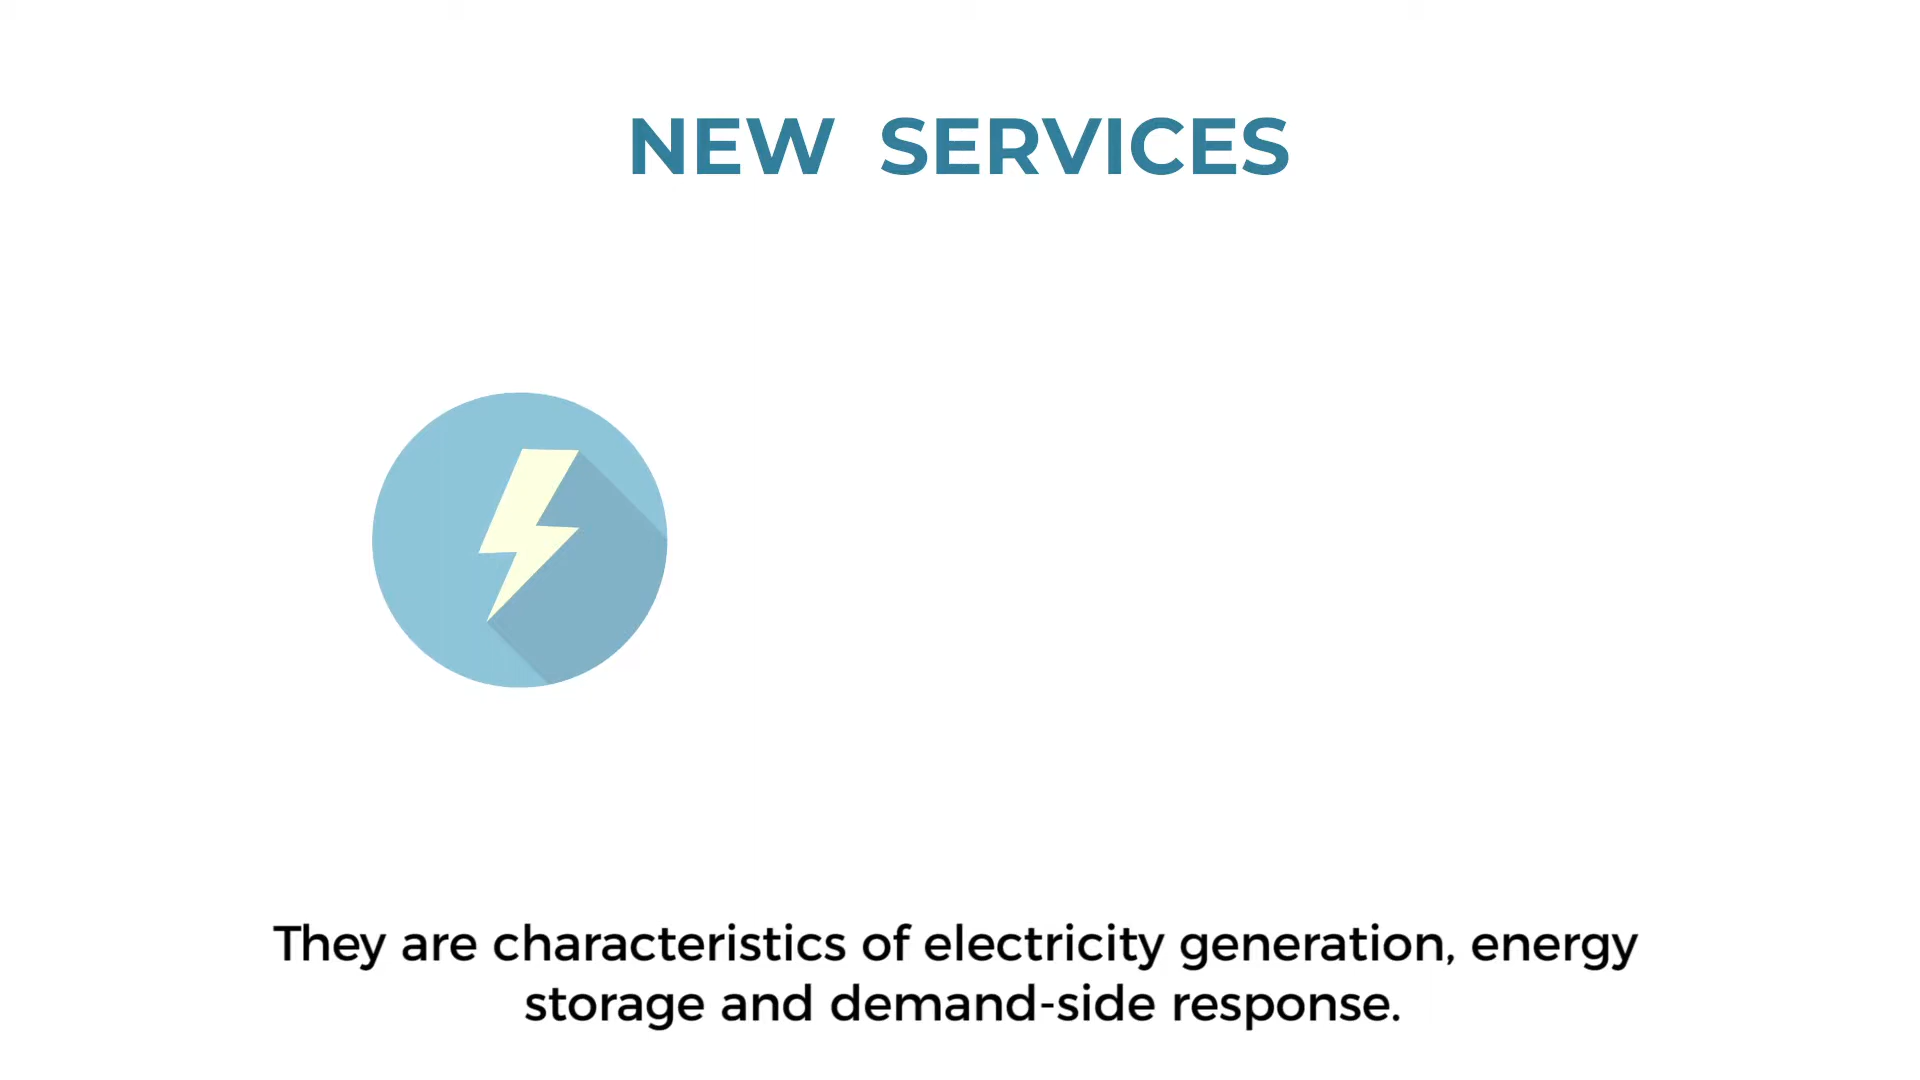 NEW SERVICES
They are characteristics of electricity generation, energy
storage and demand-side response.